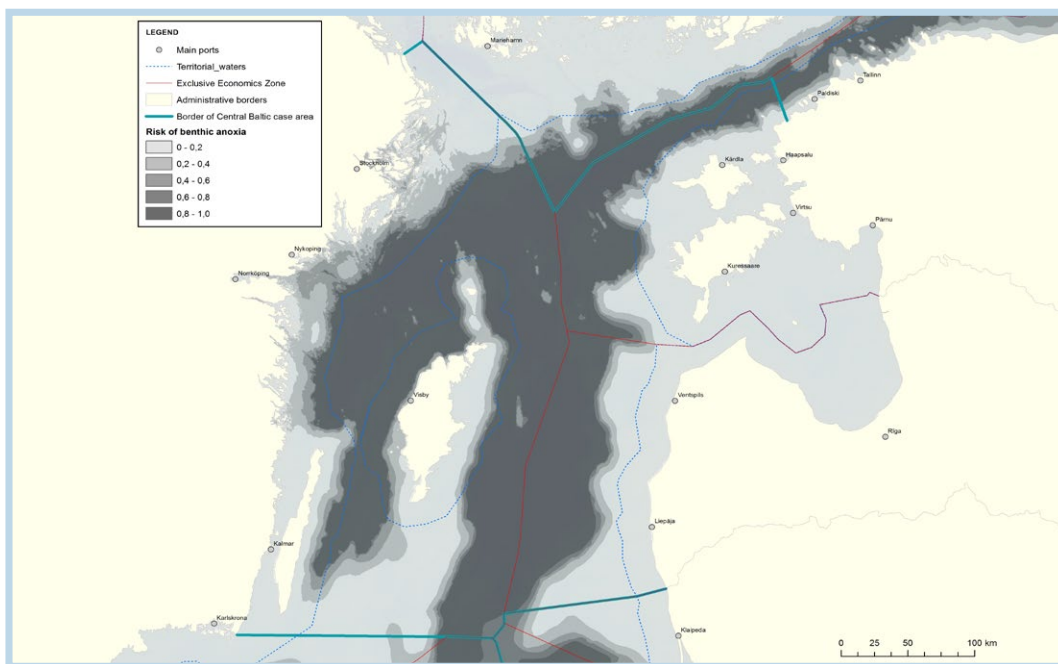 LEGEND
Main ports
Territorial_waters
Exclusive Economics Zone
Administrative borders
Border of Central Baltic case area
Risk of benthic anoxia
0 - 0,2
0,2 - 0,4
0,4 - 0,6
0,6 - 0,8
0,8 - 1,0
Mariehamn
Tallinn
Paldiski
Stockholm
Kärdla
Haapsalu
Virtsu
Pärnu
Nykoping
Norrköping
Kuressaare
Visby
Ventspils
Rīga
Liepāja
Kalmar
Karlskrona
Klaipeda
0 25 50 100 km